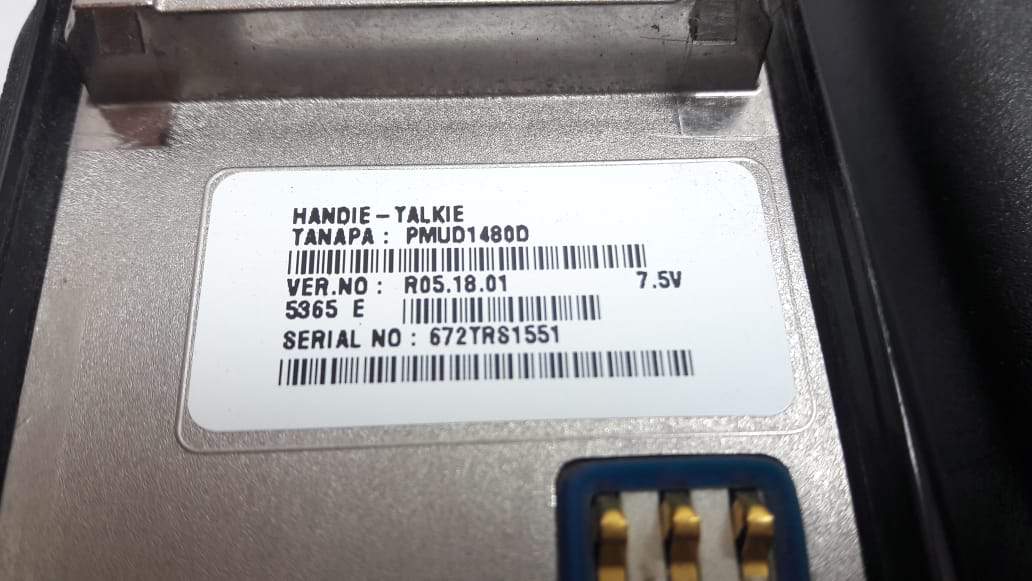 HANDIE-TALKIE
TANAPA: PMUD1480D
VER.NO: R05.18.01 7.5V
5365 E
SERIAL NO: 672TRS1551